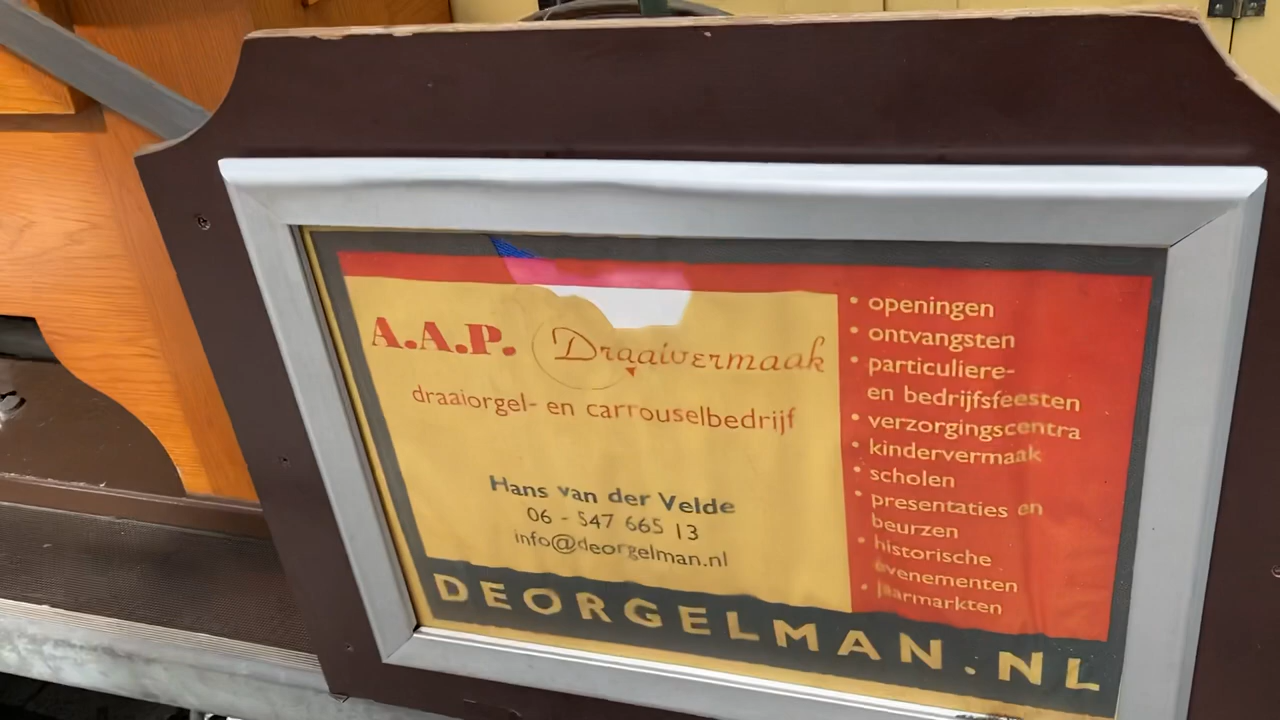 A.A.P. Draaivermaak
draaiorgel- en carrouselbedrijf
Hans van der Velde
06 - 547 665 13
info@deorgelman.nl
• openingen
• ontvangsten
• particuliere-
en bedrijfsfeesten
• verzorgingscentra
• kindervermaak
• scholen
• presentaties en
beurzen
• historische
evenementen
• jaarmarkten
DEORGELMAN.NL